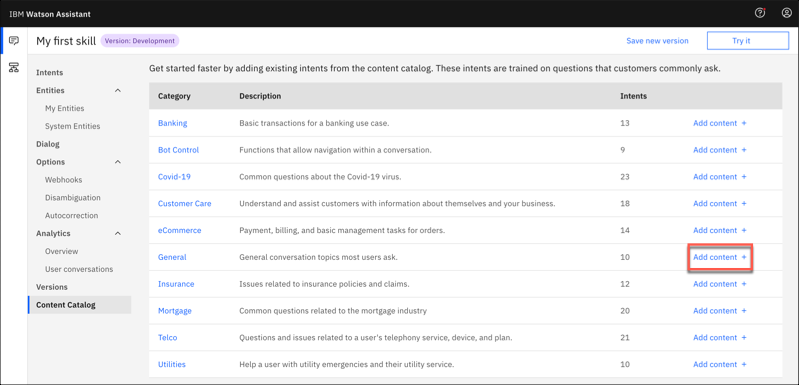 IBM Watson Assistant
My first skill Version: Development Save new version Try it
Get started faster by adding existing intents from the content catalog. These intents are trained on questions that customers commonly ask.
Intents
Entities
My Entities
System Entities
Dialog
Options
Webhooks
Disambiguation
Autocorrection
Analytics
Overview
User conversations
Versions
Content Catalog
Category Description Intents
Banking Basic transactions for a banking use case. 13 Add content +
Bot Control Functions that allow navigation within a conversation. 9 Add content +
Covid-19 Common questions about the Covid-19 virus. 23 Add content +
Customer Care Understand and assist customers with information about themselves and your business. 18 Add content +
eCommerce Payment, billing, and basic management tasks for orders. 14 Add content +
General General conversation topics most users ask. 10 Add content +
Insurance Issues related to insurance policies and claims. 12 Add content +
Mortgage Common questions related to the mortgage industry 20 Add content +
Telco Questions and issues related to a user's telephony service, device, and plan. 21 Add content +
Utilities Help a user with utility emergencies and their utility service. 10 Add content +